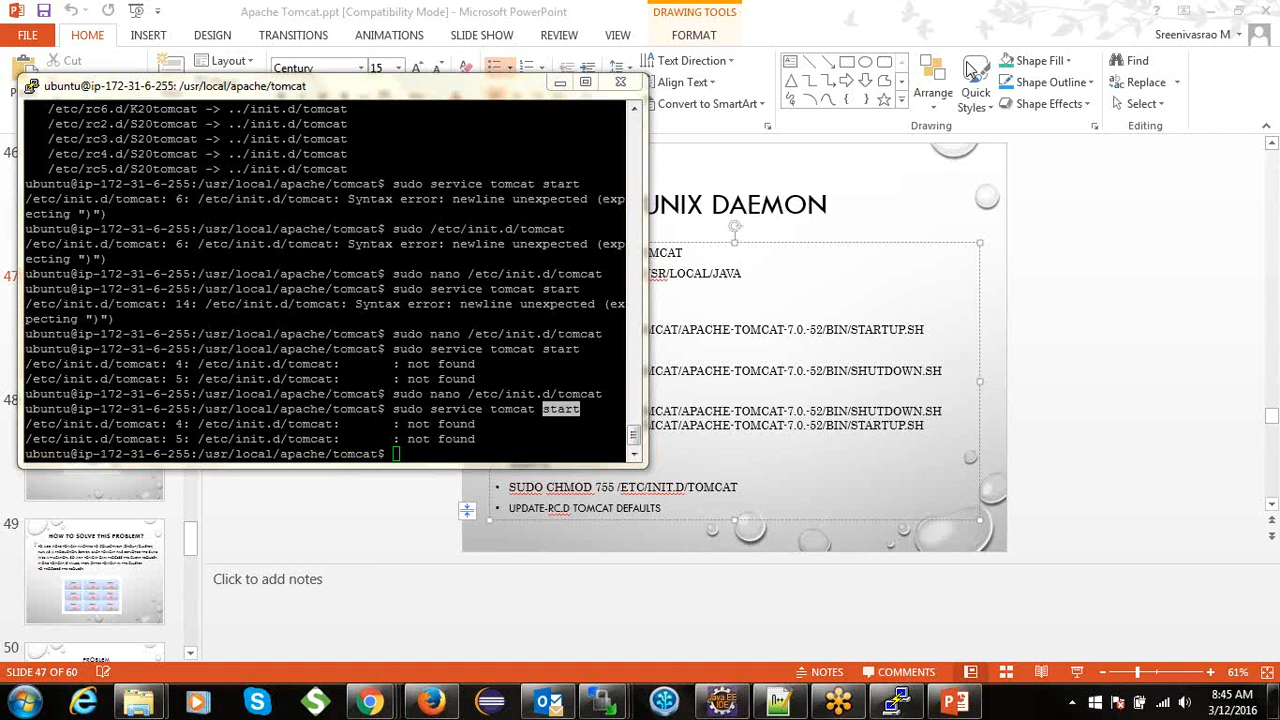 Apache Tomcat.ppt [Compatibility Mode] - Microsoft PowerPoint
DRAWING TOOLS
FILE HOME INSERT DESIGN TRANSITIONS ANIMATIONS SLIDE SHOW REVIEW VIEW FORMAT
Sreenivasrao M
Cut
Layout
Century
15
Text Direction
Align Text
Convert to SmartArt
Arrange
Quick
Styles
Shape Fill
Shape Outline
Shape Effects
Drawing
Find
Replace
Select
Editing
ubuntu@ip-172-31-6-255: /usr/local/apache/tomcat
/etc/rc6.d/K20tomcat -> ../init.d/tomcat
/etc/rc2.d/S20tomcat -> ../init.d/tomcat
/etc/rc3.d/S20tomcat -> ../init.d/tomcat
/etc/rc4.d/S20tomcat -> ../init.d/tomcat
/etc/rc5.d/S20tomcat -> ../init.d/tomcat
ubuntu@ip-172-31-6-255:/usr/local/apache/tomcat$ sudo service tomcat start
/etc/init.d/tomcat: 6: /etc/init.d/tomcat: Syntax error: newline unexpected (exp
ecting ")")
ubuntu@ip-172-31-6-255:/usr/local/apache/tomcat$ sudo /etc/init.d/tomcat
/etc/init.d/tomcat: 6: /etc/init.d/tomcat: Syntax error: newline unexpected (exp
ecting ")")
ubuntu@ip-172-31-6-255:/usr/local/apache/tomcat$ sudo nano /etc/init.d/tomcat
ubuntu@ip-172-31-6-255:/usr/local/apache/tomcat$ sudo service tomcat start
/etc/init.d/tomcat: 14: /etc/init.d/tomcat: Syntax error: newline unexpected (ex
pecting ")")
ubuntu@ip-172-31-6-255:/usr/local/apache/tomcat$ sudo nano /etc/init.d/tomcat
ubuntu@ip-172-31-6-255:/usr/local/apache/tomcat$ sudo service tomcat start
/etc/init.d/tomcat: 4: /etc/init.d/tomcat: : not found
/etc/init.d/tomcat: 5: /etc/init.d/tomcat: : not found
ubuntu@ip-172-31-6-255:/usr/local/apache/tomcat$ sudo nano /etc/init.d/tomcat
ubuntu@ip-172-31-6-255:/usr/local/apache/tomcat$ sudo service tomcat start
/etc/init.d/tomcat: 4: /etc/init.d/tomcat: : not found
/etc/init.d/tomcat: 5: /etc/init.d/tomcat: : not found
ubuntu@ip-172-31-6-255:/usr/local/apache/tomcat$
46
47
48
49
50
UNIX DAEMON
MCAT
SR/LOCAL/JAVA
MCAT/APACHE-TOMCAT-7.0.-52/BIN/STARTUP.SH
MCAT/APACHE-TOMCAT-7.0.-52/BIN/SHUTDOWN.SH
MCAT/APACHE-TOMCAT-7.0.-52/BIN/SHUTDOWN.SH
MCAT/APACHE-TOMCAT-7.0.-52/BIN/STARTUP.SH
• SUDO CHMOD 755 /ETC/INIT.D/TOMCAT
• UPDATE-RC.D TOMCAT DEFAULTS
HOW TO SOLVE THIS PROBLEM?
PROBLEM
Click to add notes
SLIDE 47 OF 60
NOTES
COMMENTS
61%
8:45 AM
3/12/2016